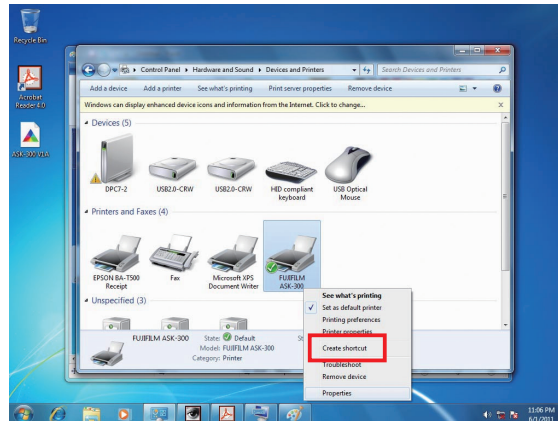 Recycle Bin
Acrobat
Reader 4.0
ASK-300 V2A
Control Panel ▸ Hardware and Sound ▸ Devices and Printers
Search Devices and Printers
Add a device Add a printer See what's printing Print server properties Remove device
Windows can display enhanced device icons and information from the Internet. Click to change...
Devices (5)
DPC7-2
USB2.0-CRW
USB2.0-CRW
HID compliant
keyboard
USB Optical
Mouse
Printers and Faxes (4)
EPSON BA-T500
Receipt
Fax
Microsoft XPS
Document Writer
FUJIFILM
ASK-300
Unspecified (3)
See what's printing
Set as default printer
Printing preferences
Printer properties
Create shortcut
Troubleshoot
Remove device
Properties
FUJIFILM ASK-300 State: Default
Model: FUJIFILM ASK-300
Category: Printer
11:06 PM
6/1/2011